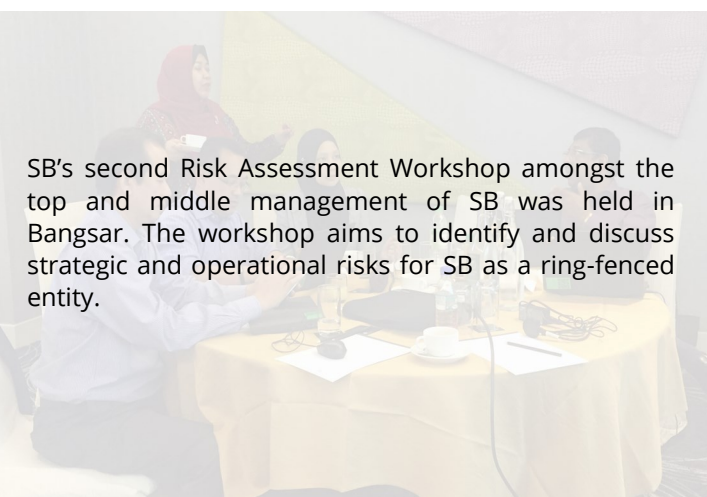 SB’s second Risk Assessment Workshop amongst the
top and middle management of SB was held in
Bangsar. The workshop aims to identify and discuss
strategic and operational risks for SB as a ring-fenced
entity.